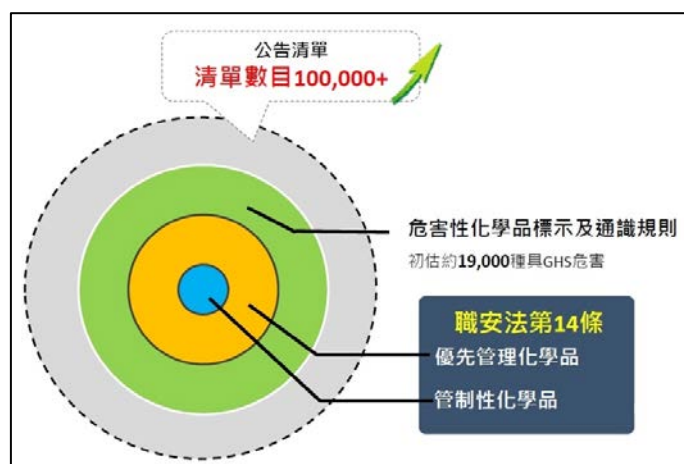 公告清單
清單數目100,000+
危害性化學品標示及通識規則
初估約19,000種具GHS危害
職安法第14條
優先管理化學品
管制性化學品